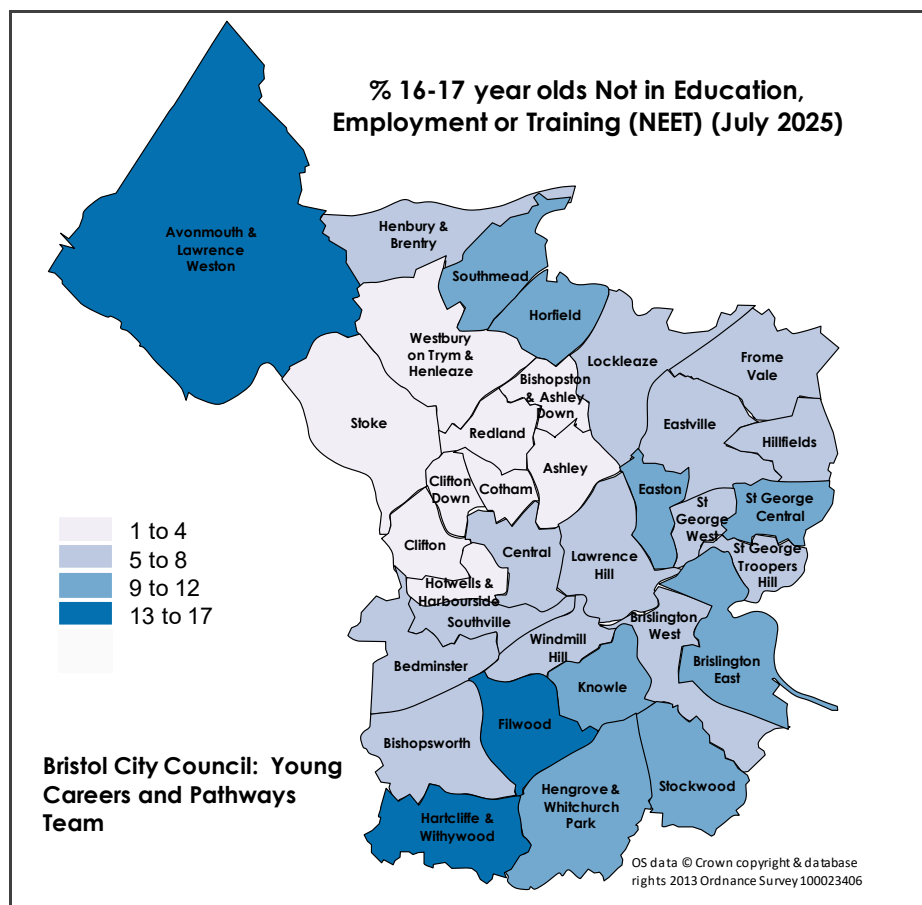 % 16-17 year olds Not in Education,
Employment or Training (NEET) (July 2025)
Avonmouth &
Lawrence
Weston
Henbury &
Brentry
Southmead
Horfield
Westbury
on Trym &
Henleaze
Lockleaze
Frome
Vale
Bishopston
& Ashley
Down
Stoke
Redland
Eastville
Hillfields
Ashley
Clifton
Down
Cotham
Easton
St
George
West
St George
Central
Clifton
Central
Lawrence
Hill
St George
Troopers
Hill
Hotwells &
Harbourside
Southville
Windmill
Hill
Brislington
West
Bedminster
Brislington
East
Knowle
Filwood
Bishopsworth
Hengrove &
Whitchurch
Park
Stockwood
Hartcliffe &
Withywood
1 to 4
5 to 8
9 to 12
13 to 17
Bristol City Council:  Young
Careers and Pathways
Team
OS data © Crown copyright & database
rights 2013 Ordnance Survey 100023406